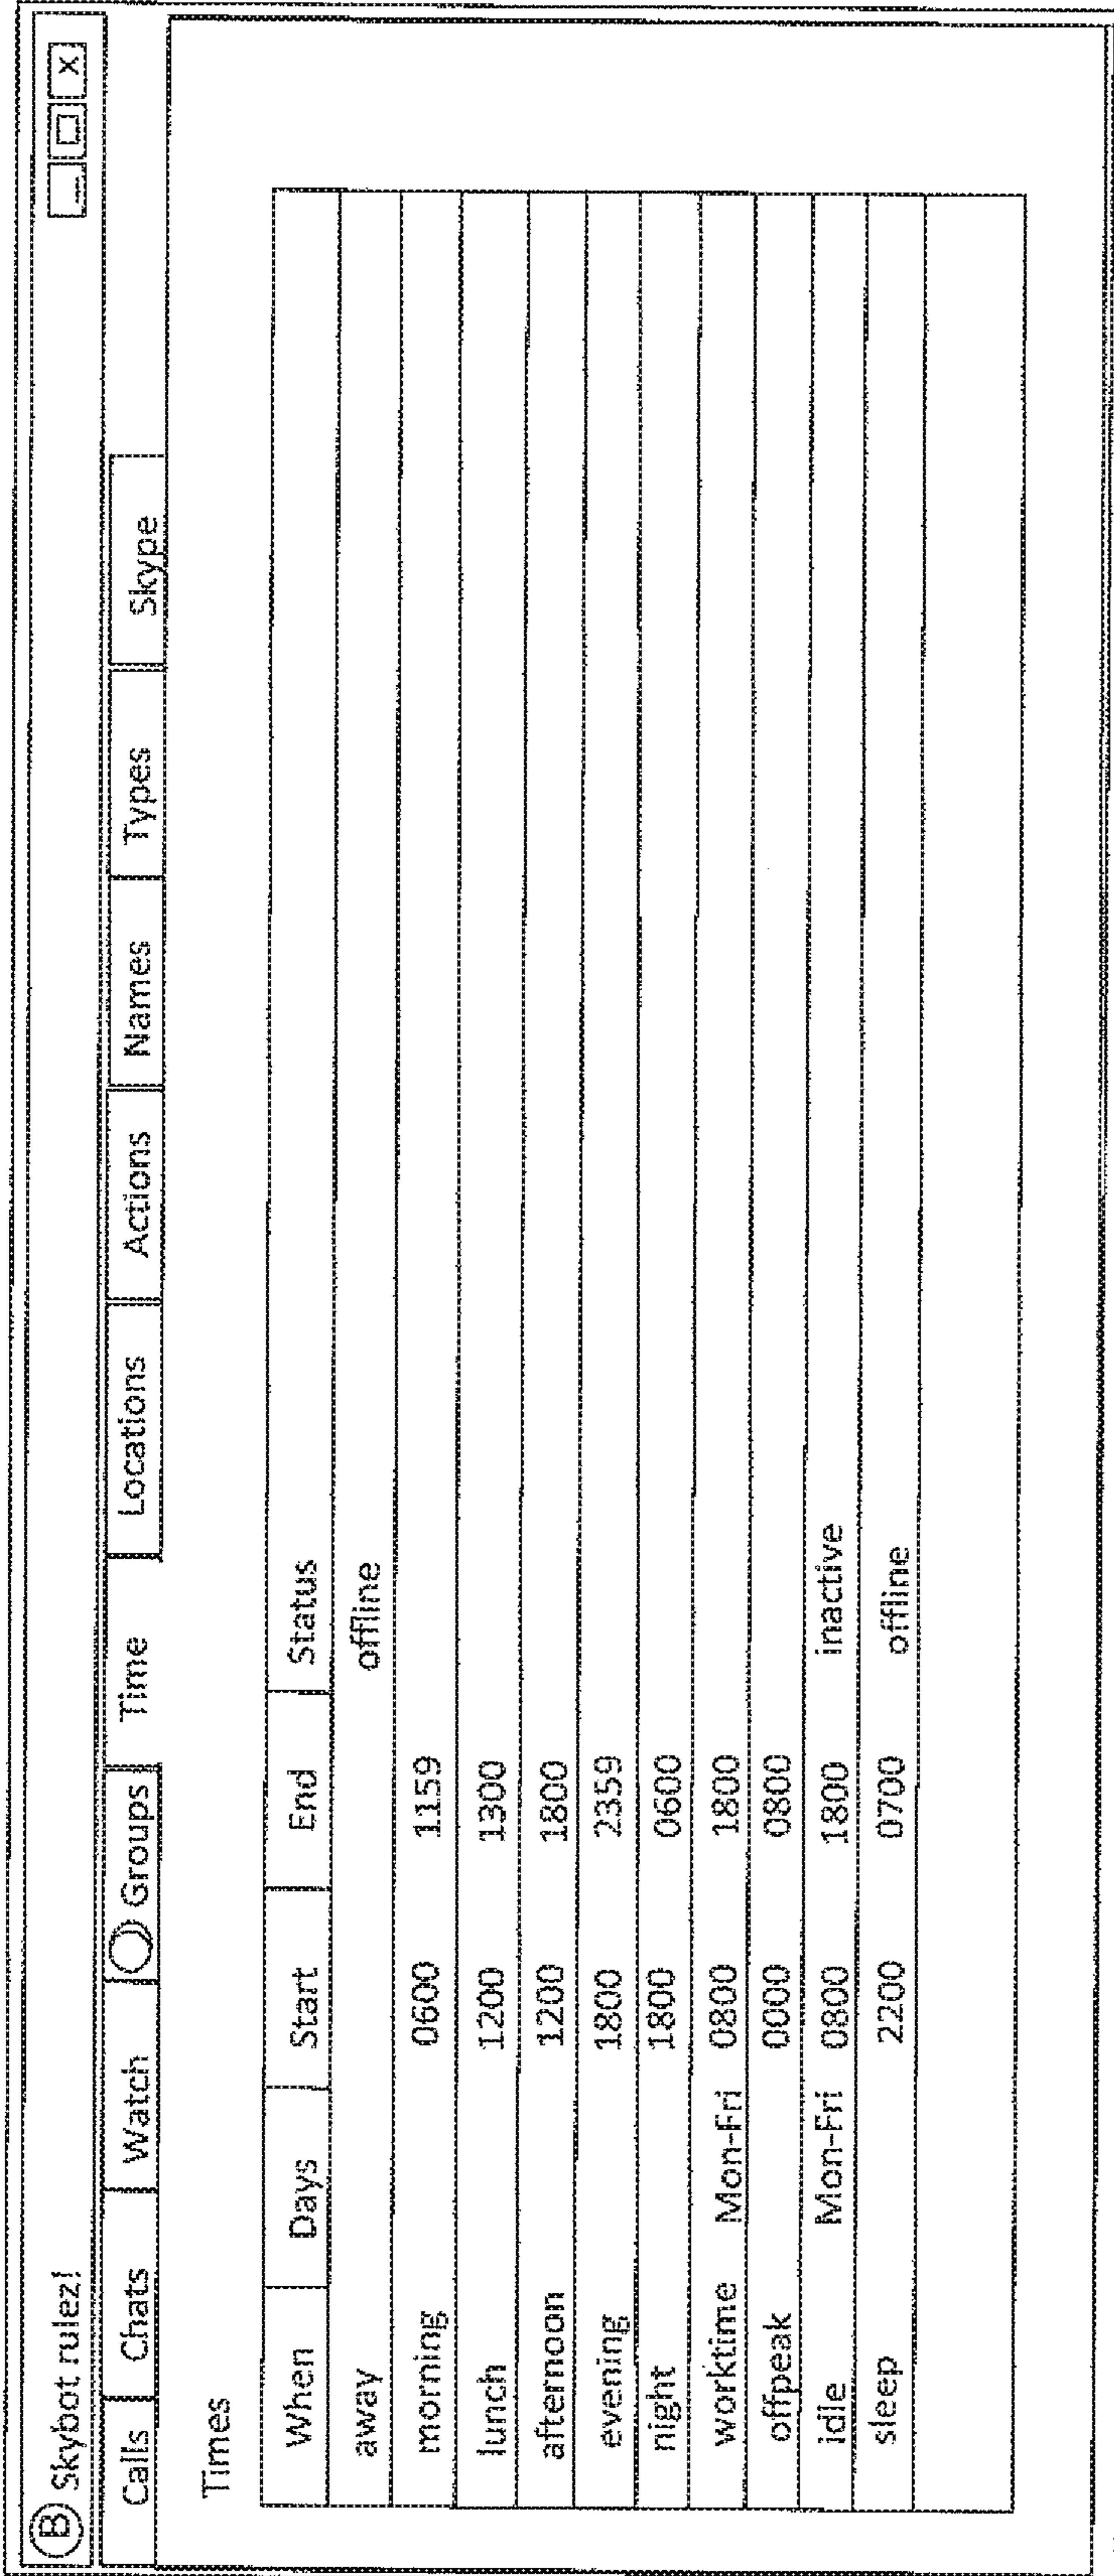 B Skybot rulez! _ X
Calls Chats Watch Groups Time Locations Actions Names Types Skype
Times
When Days Start End Status
away offline
morning 0600 1159
lunch 1200 1300
afternoon 1200 1800
evening 1800 2359
night 1800 0600
worktime Mon-Fri 0800 1800
offpeak 0000 0800
idle Mon-Fri 0800 1800 inactive
sleep 2200 0700 offline